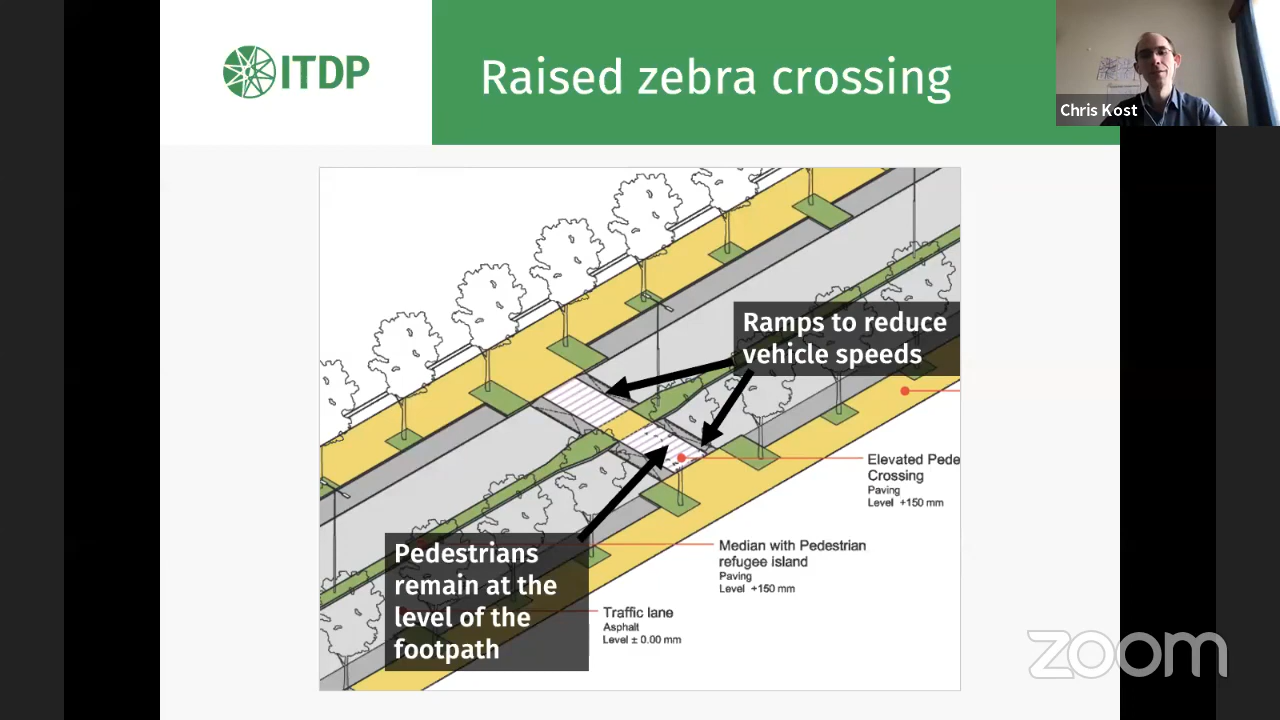 ITDP
Raised zebra crossing
Chris Kost
Ramps to reduce
vehicle speeds
Elevated Pede
Crossing
Paving
Level +150 mm
Pedestrians
remain at the
level of the
footpath
Median with Pedestrian
refugee island
Paving
Level +150 mm
Traffic lane
Asphalt
Level ± 0.00 mm
zoom